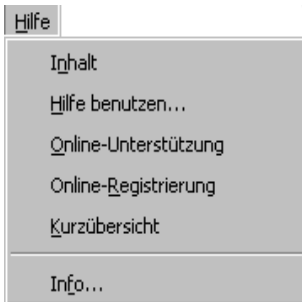 Hilfe
Inhalt
Hilfe benutzen...
Online-Unterstützung
Online-Registrierung
Kurzübersicht
Info...